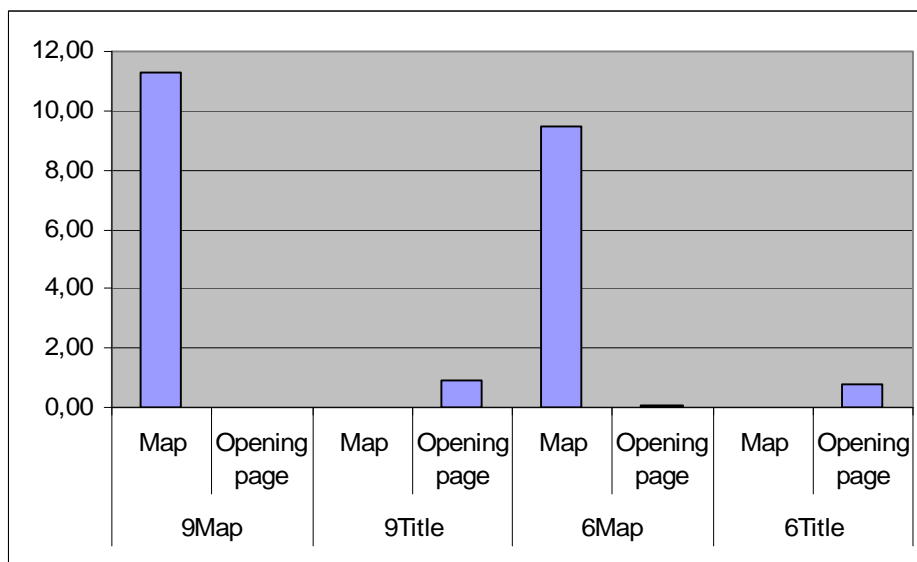 12,00
10,00
8,00
6,00
4,00
2,00
0,00
Map Opening Map Opening Map Opening Map Opening
page page page page
9Map 9Title 6Map 6Title